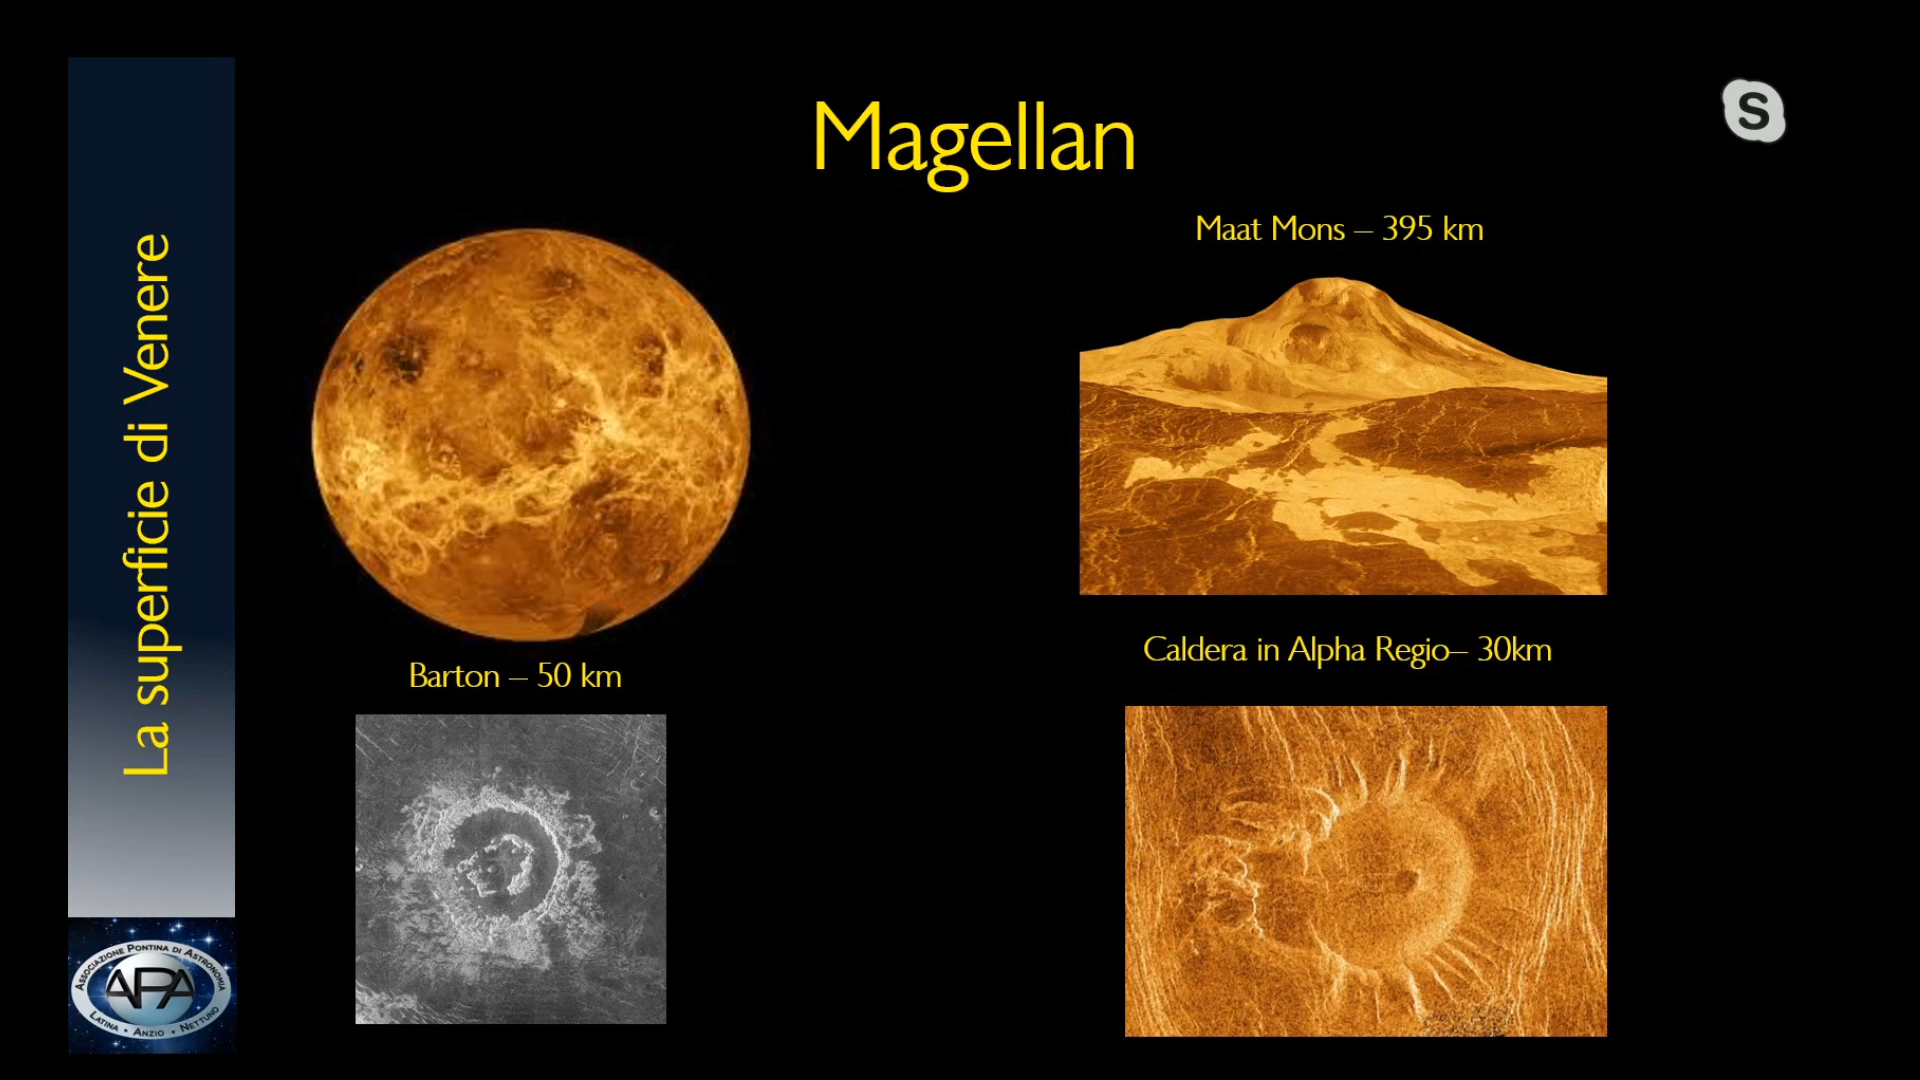 Magellan
S
La superficie di Venere
Maat Mons – 395 km
Barton – 50 km
Caldera in Alpha Regio– 30km
ASSOCIAZIONE PONTINA DI ASTRONOMIA
APA
LATINA • ANZIO • NETTUNO